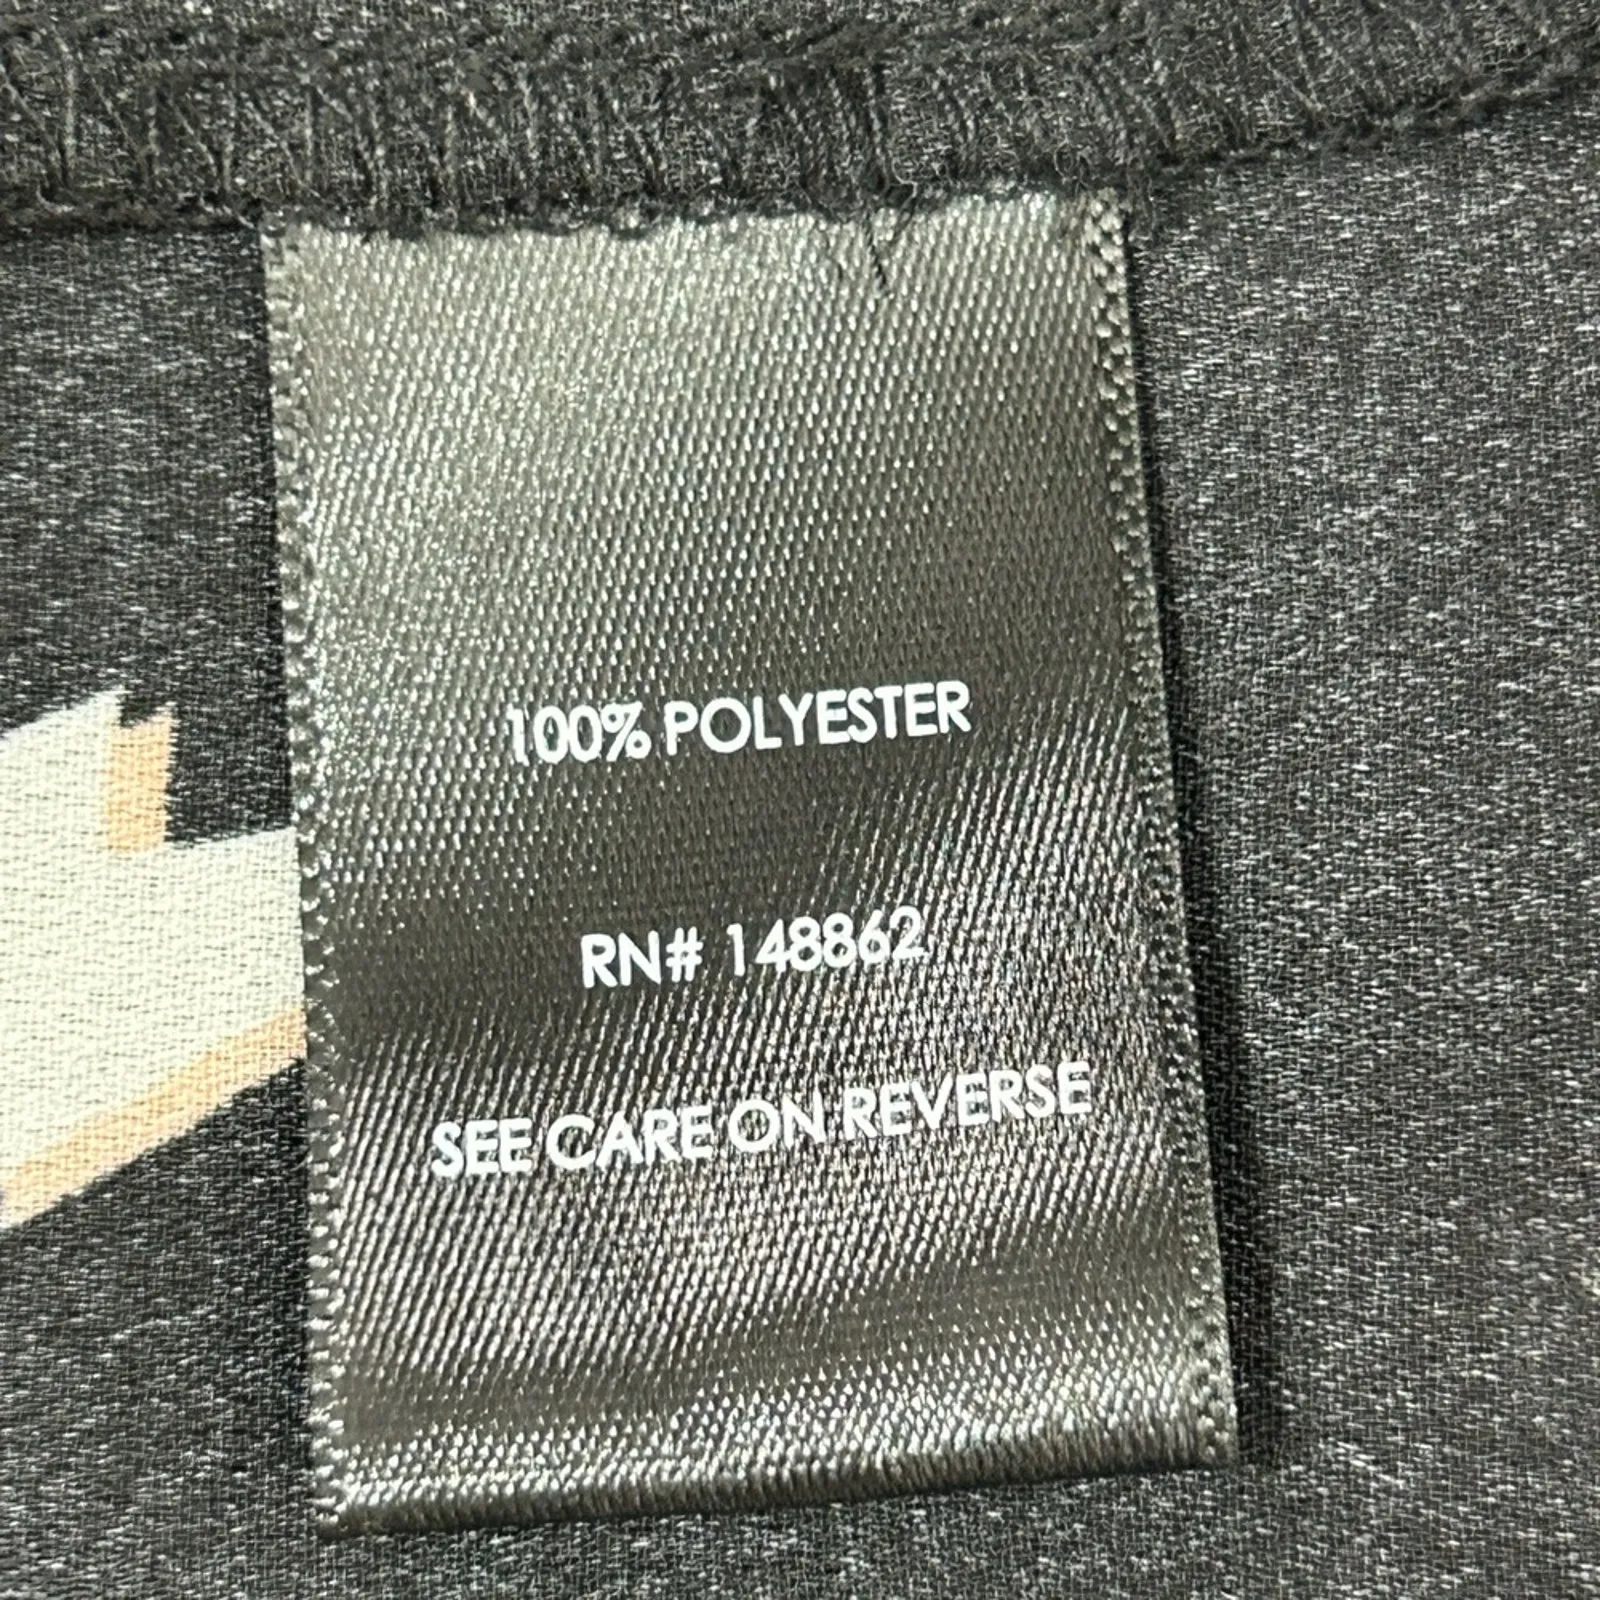 100% POLYESTER
RN# 148862
SEE CARE ON REVERSE